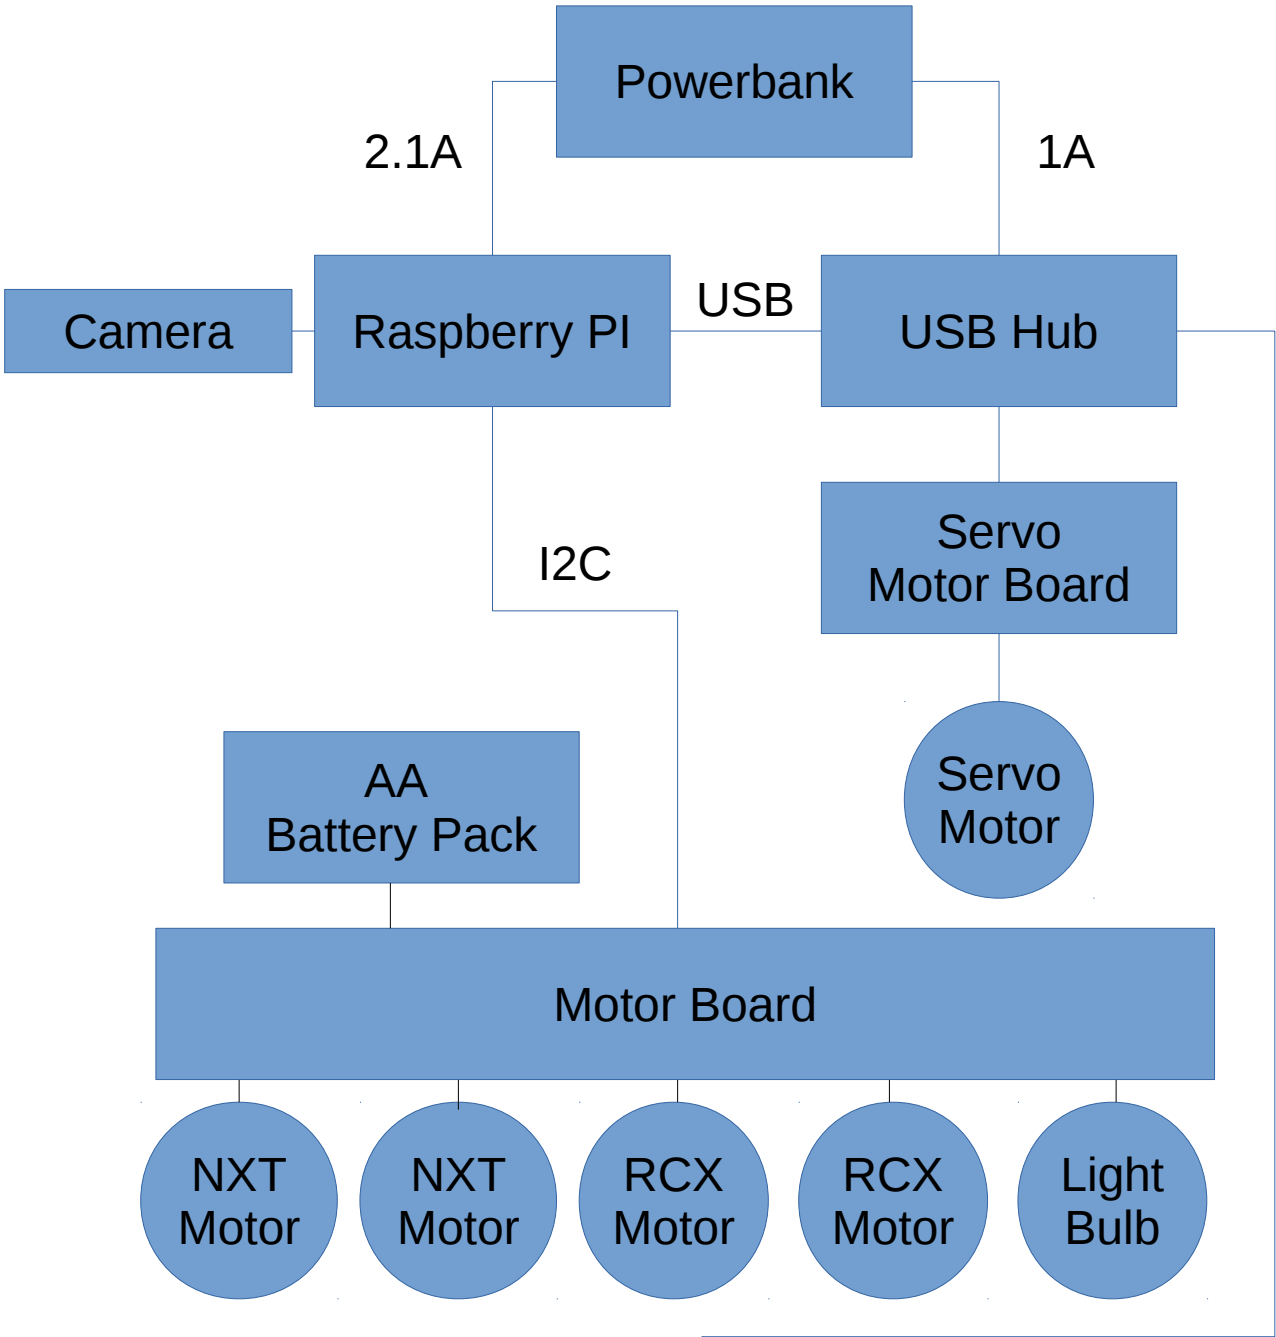 Powerbank
2.1A
1A
Camera
Raspberry PI
USB
USB Hub
Servo
Motor Board
I2C
Servo
Motor
AA
Battery Pack
Motor Board
NXT
Motor
NXT
Motor
RCX
Motor
RCX
Motor
Light
Bulb